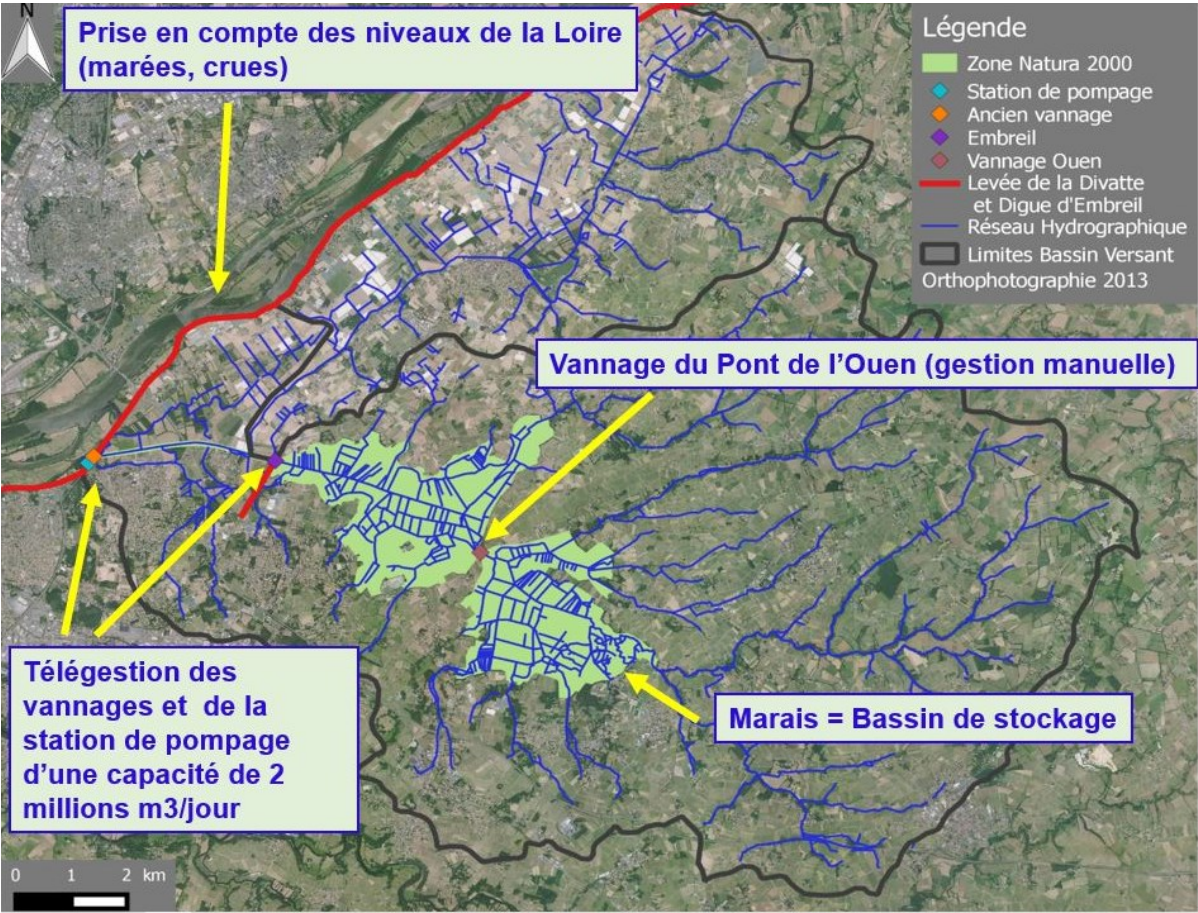 N
Prise en compte des niveaux de la Loire
(marées, crues)
Légende
Zone Natura 2000
Station de pompage
Ancien vannage
Embreil
Vannage Ouen
Levée de la Divatte
et Digue d'Embreil
Réseau Hydrographique
Limites Bassin Versant
Orthophotographie 2013
Vannage du Pont de l'Ouen (gestion manuelle)
Télégestion des
vannages et de la
station de pompage
d'une capacité de 2
millions m3/jour
Marais = Bassin de stockage
0 1 2 km